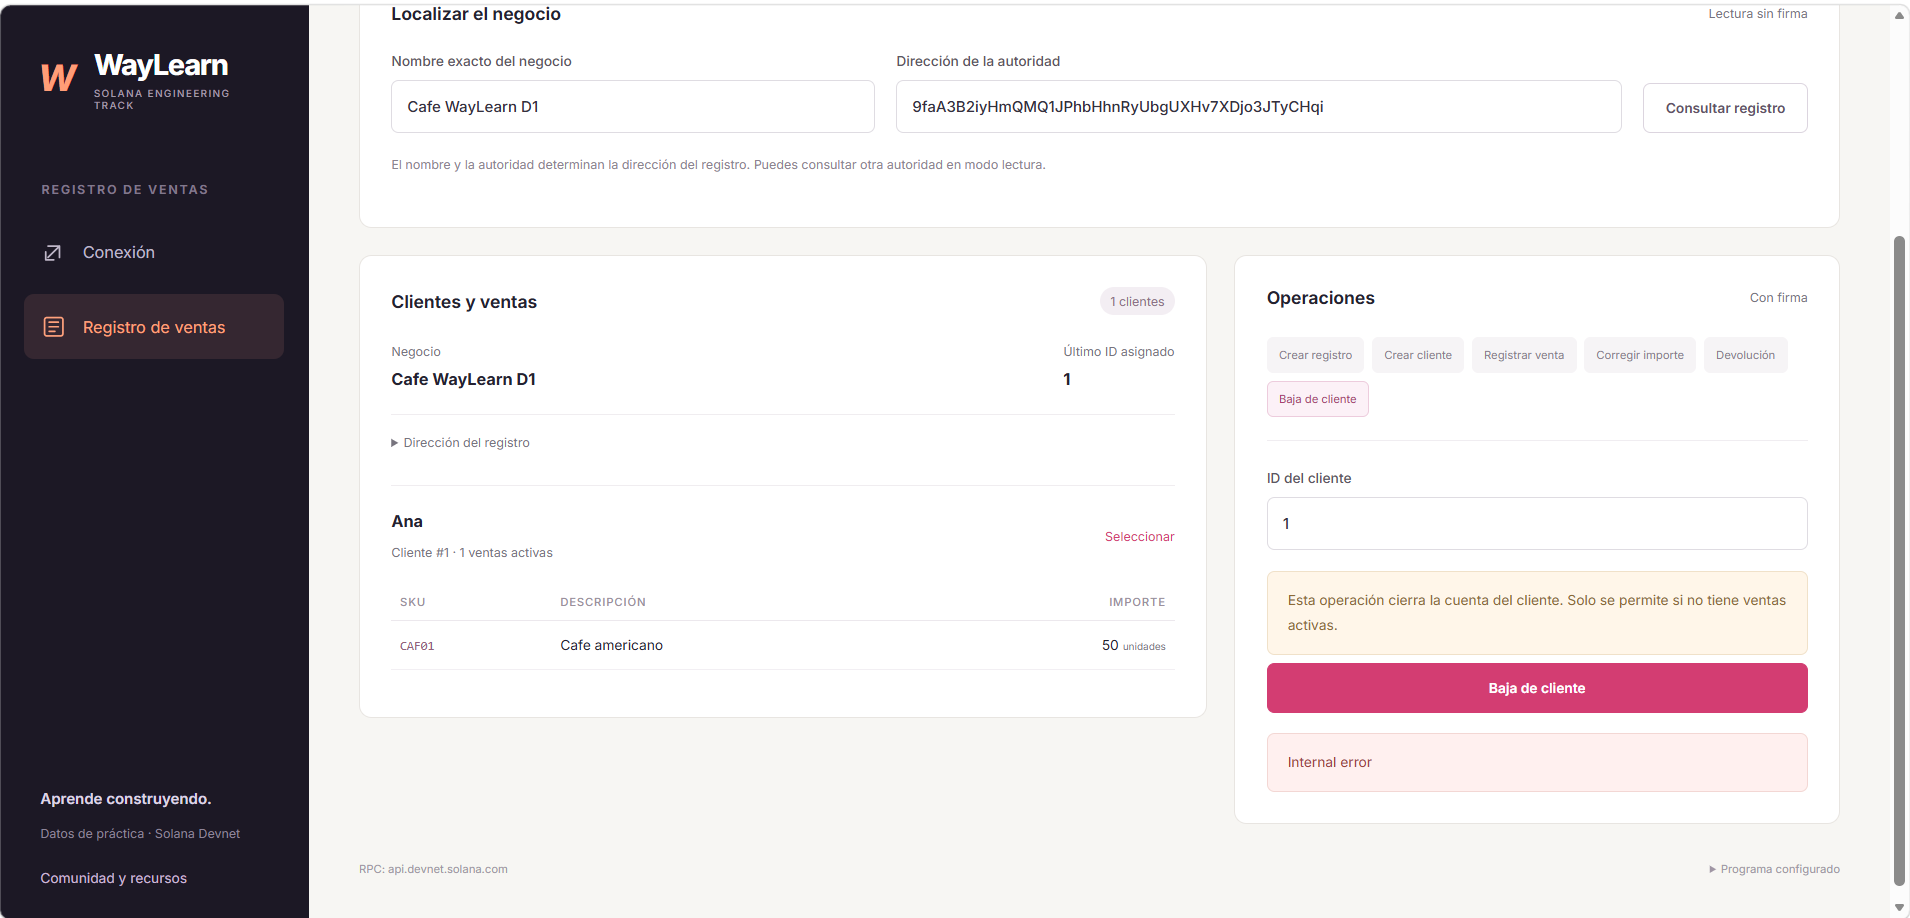 WayLearn
SOLANA ENGINEERING
TRACK
REGISTRO DE VENTAS
Conexión
Registro de ventas
Aprende construyendo.
Datos de práctica · Solana Devnet
Comunidad y recursos
Localizar el negocio
Lectura sin firma
Nombre exacto del negocio
Dirección de la autoridad
Cafe WayLearn D1
9faA3B2iyHmQMQ1JPhbHhnRyUbgUXHv7XDjo3JTyCHqi
Consultar registro
El nombre y la autoridad determinan la dirección del registro. Puedes consultar otra autoridad en modo lectura.
Clientes y ventas
1 clientes
Negocio
Último ID asignado
Cafe WayLearn D1
1
Dirección del registro
Ana
Cliente #1 · 1 ventas activas
Seleccionar
SKU DESCRIPCIÓN IMPORTE
CAF01 Cafe americano 50 unidades
Operaciones
Con firma
Crear registro
Crear cliente
Registrar venta
Corregir importe
Devolución
Baja de cliente
ID del cliente
1
Esta operación cierra la cuenta del cliente. Solo se permite si no tiene ventas
activas.
Baja de cliente
Internal error
RPC: api.devnet.solana.com
Programa configurado